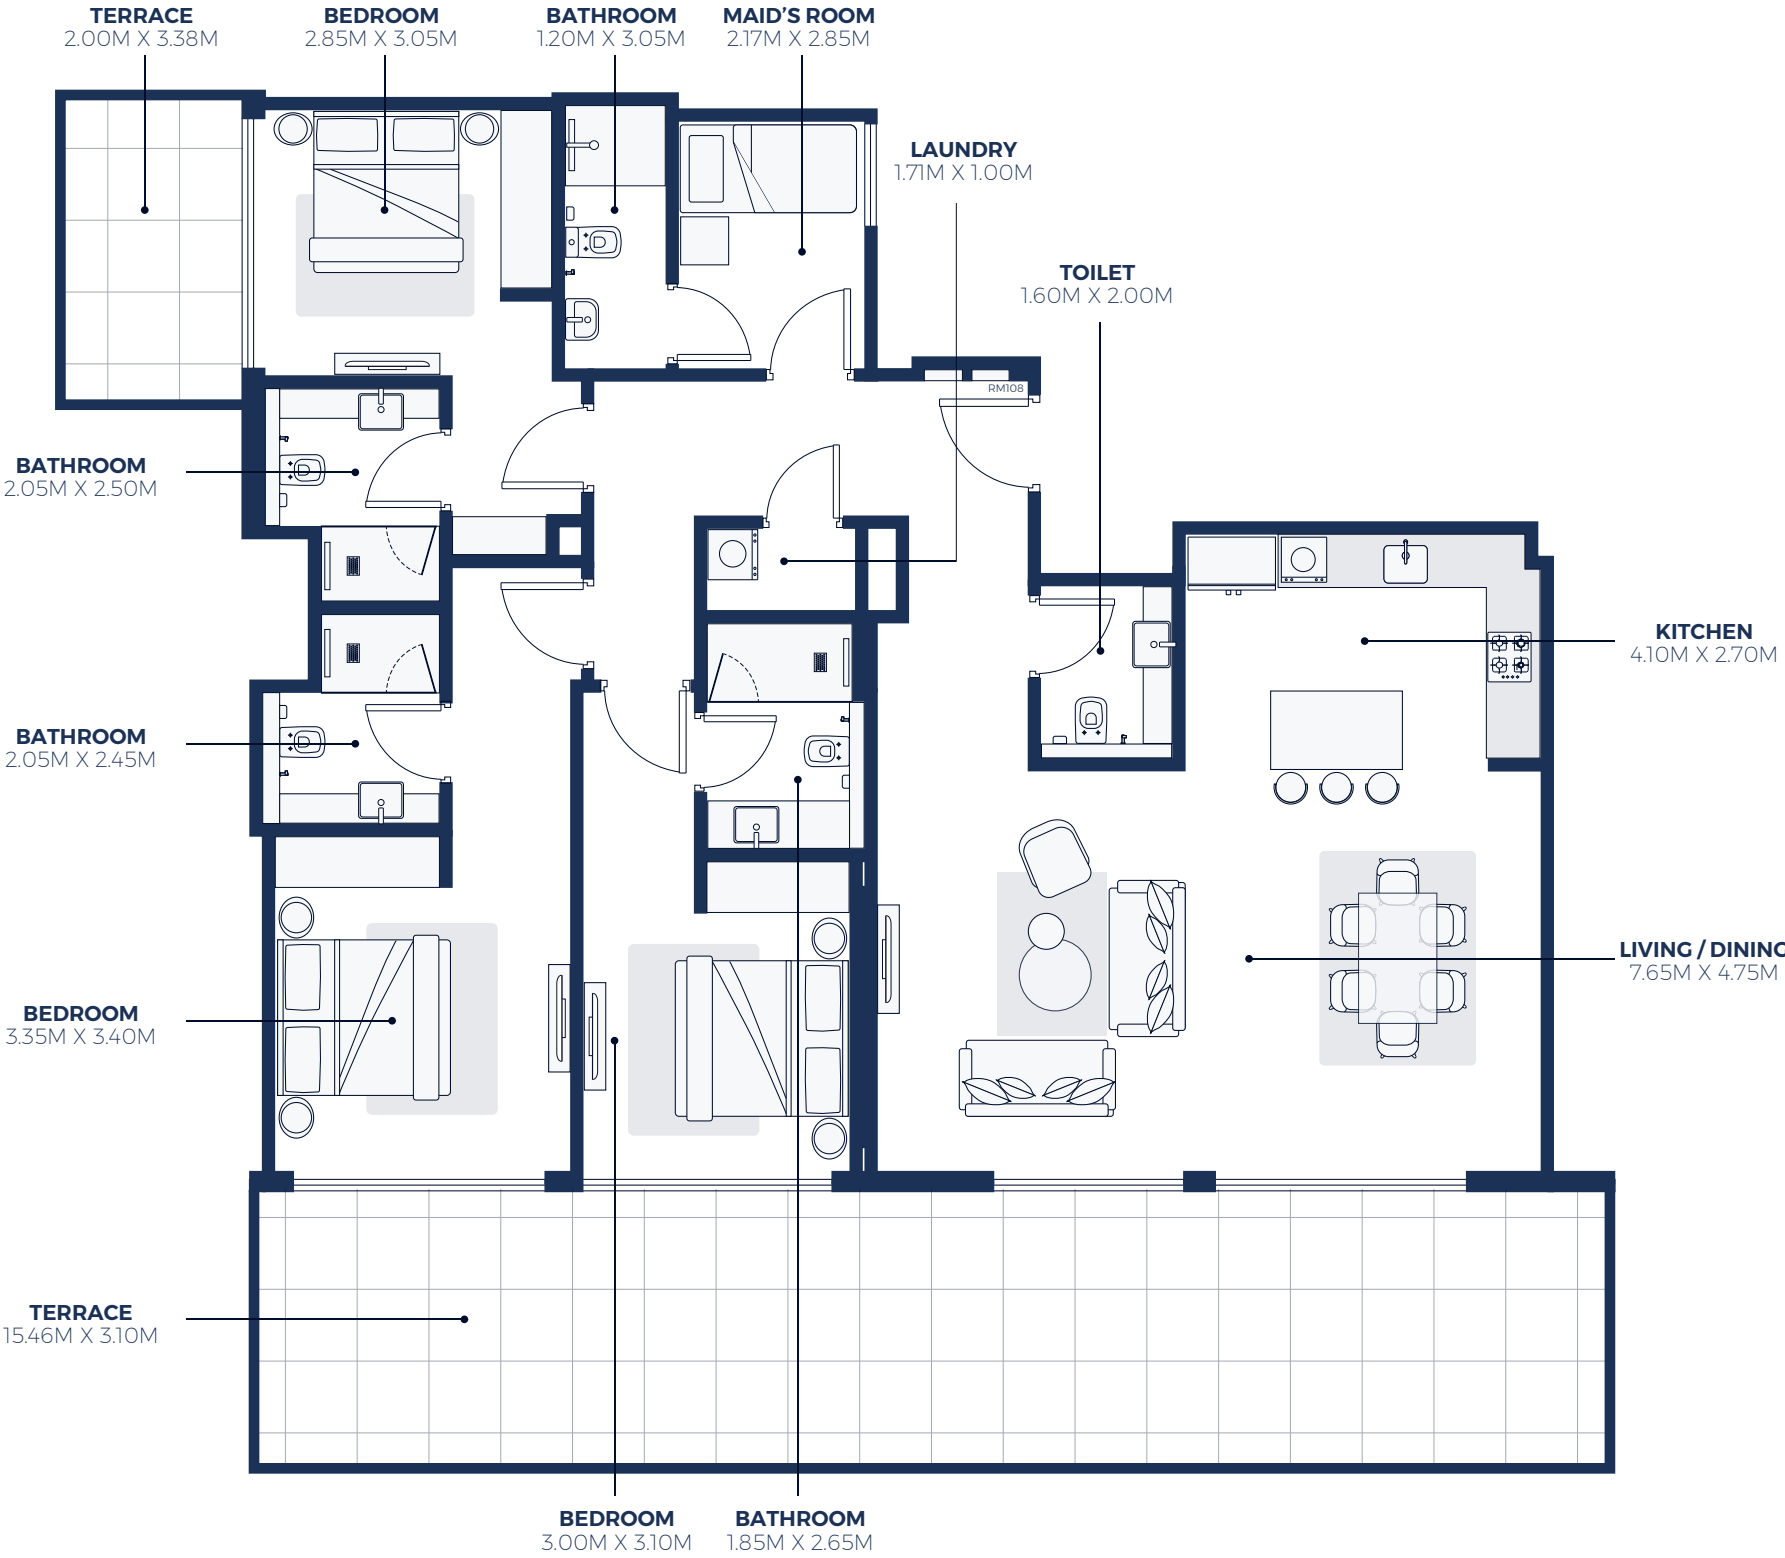 TERRACE
2.00M X 3.38M
BEDROOM
2.85M X 3.05M
BATHROOM
1.20M X 3.05M
MAID'S ROOM
2.17M X 2.85M
LAUNDRY
1.71M X 1.00M
TOILET
1.60M X 2.00M
RM108
BATHROOM
2.05M X 2.50M
KITCHEN
4.10M X 2.70M
BATHROOM
2.05M X 2.45M
LIVING / DINING
7.65M X 4.75M
BEDROOM
3.35M X 3.40M
TERRACE
15.46M X 3.10M
BEDROOM
3.00M X 3.10M
BATHROOM
1.85M X 2.65M